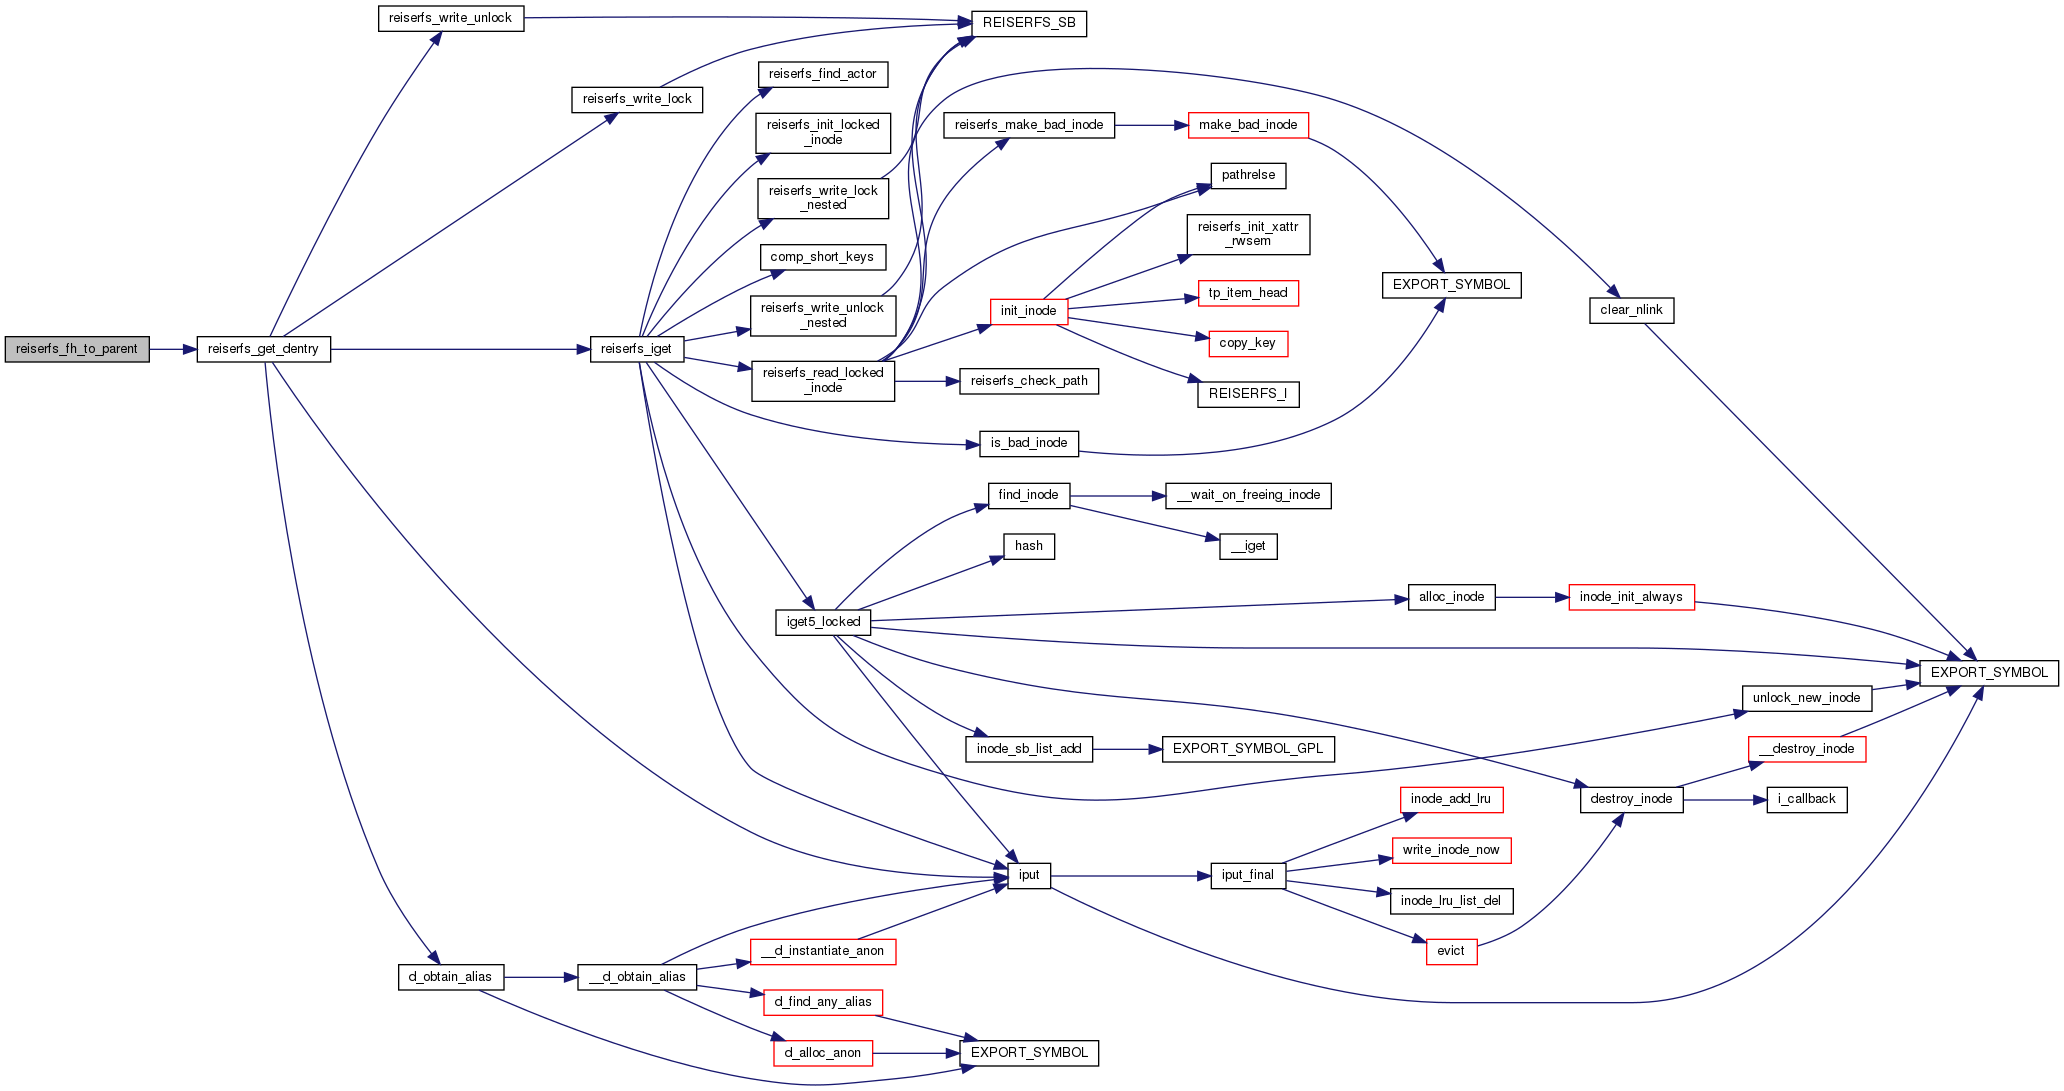 reiserfs_fh_to_parent
reiserfs_get_dentry
reiserfs_write_unlock
reiserfs_write_lock
reiserfs_iget
d_obtain_alias
__d_obtain_alias
REISERFS_SB
reiserfs_find_actor
reiserfs_init_locked
_inode
reiserfs_write_lock
_nested
comp_short_keys
reiserfs_write_unlock
_nested
reiserfs_read_locked
_inode
iget5_locked
__d_instantiate_anon
d_find_any_alias
d_alloc_anon
reiserfs_make_bad_inode
init_inode
reiserfs_check_path
is_bad_inode
find_inode
hash
inode_sb_list_add
iput
EXPORT_SYMBOL
make_bad_inode
pathrelse
reiserfs_init_xattr
_rwsem
tp_item_head
copy_key
REISERFS_I
__wait_on_freeing_inode
__iget
EXPORT_SYMBOL_GPL
iput_final
EXPORT_SYMBOL
alloc_inode
inode_add_lru
write_inode_now
inode_lru_list_del
evict
clear_nlink
inode_init_always
destroy_inode
unlock_new_inode
__destroy_inode
i_callback
EXPORT_SYMBOL